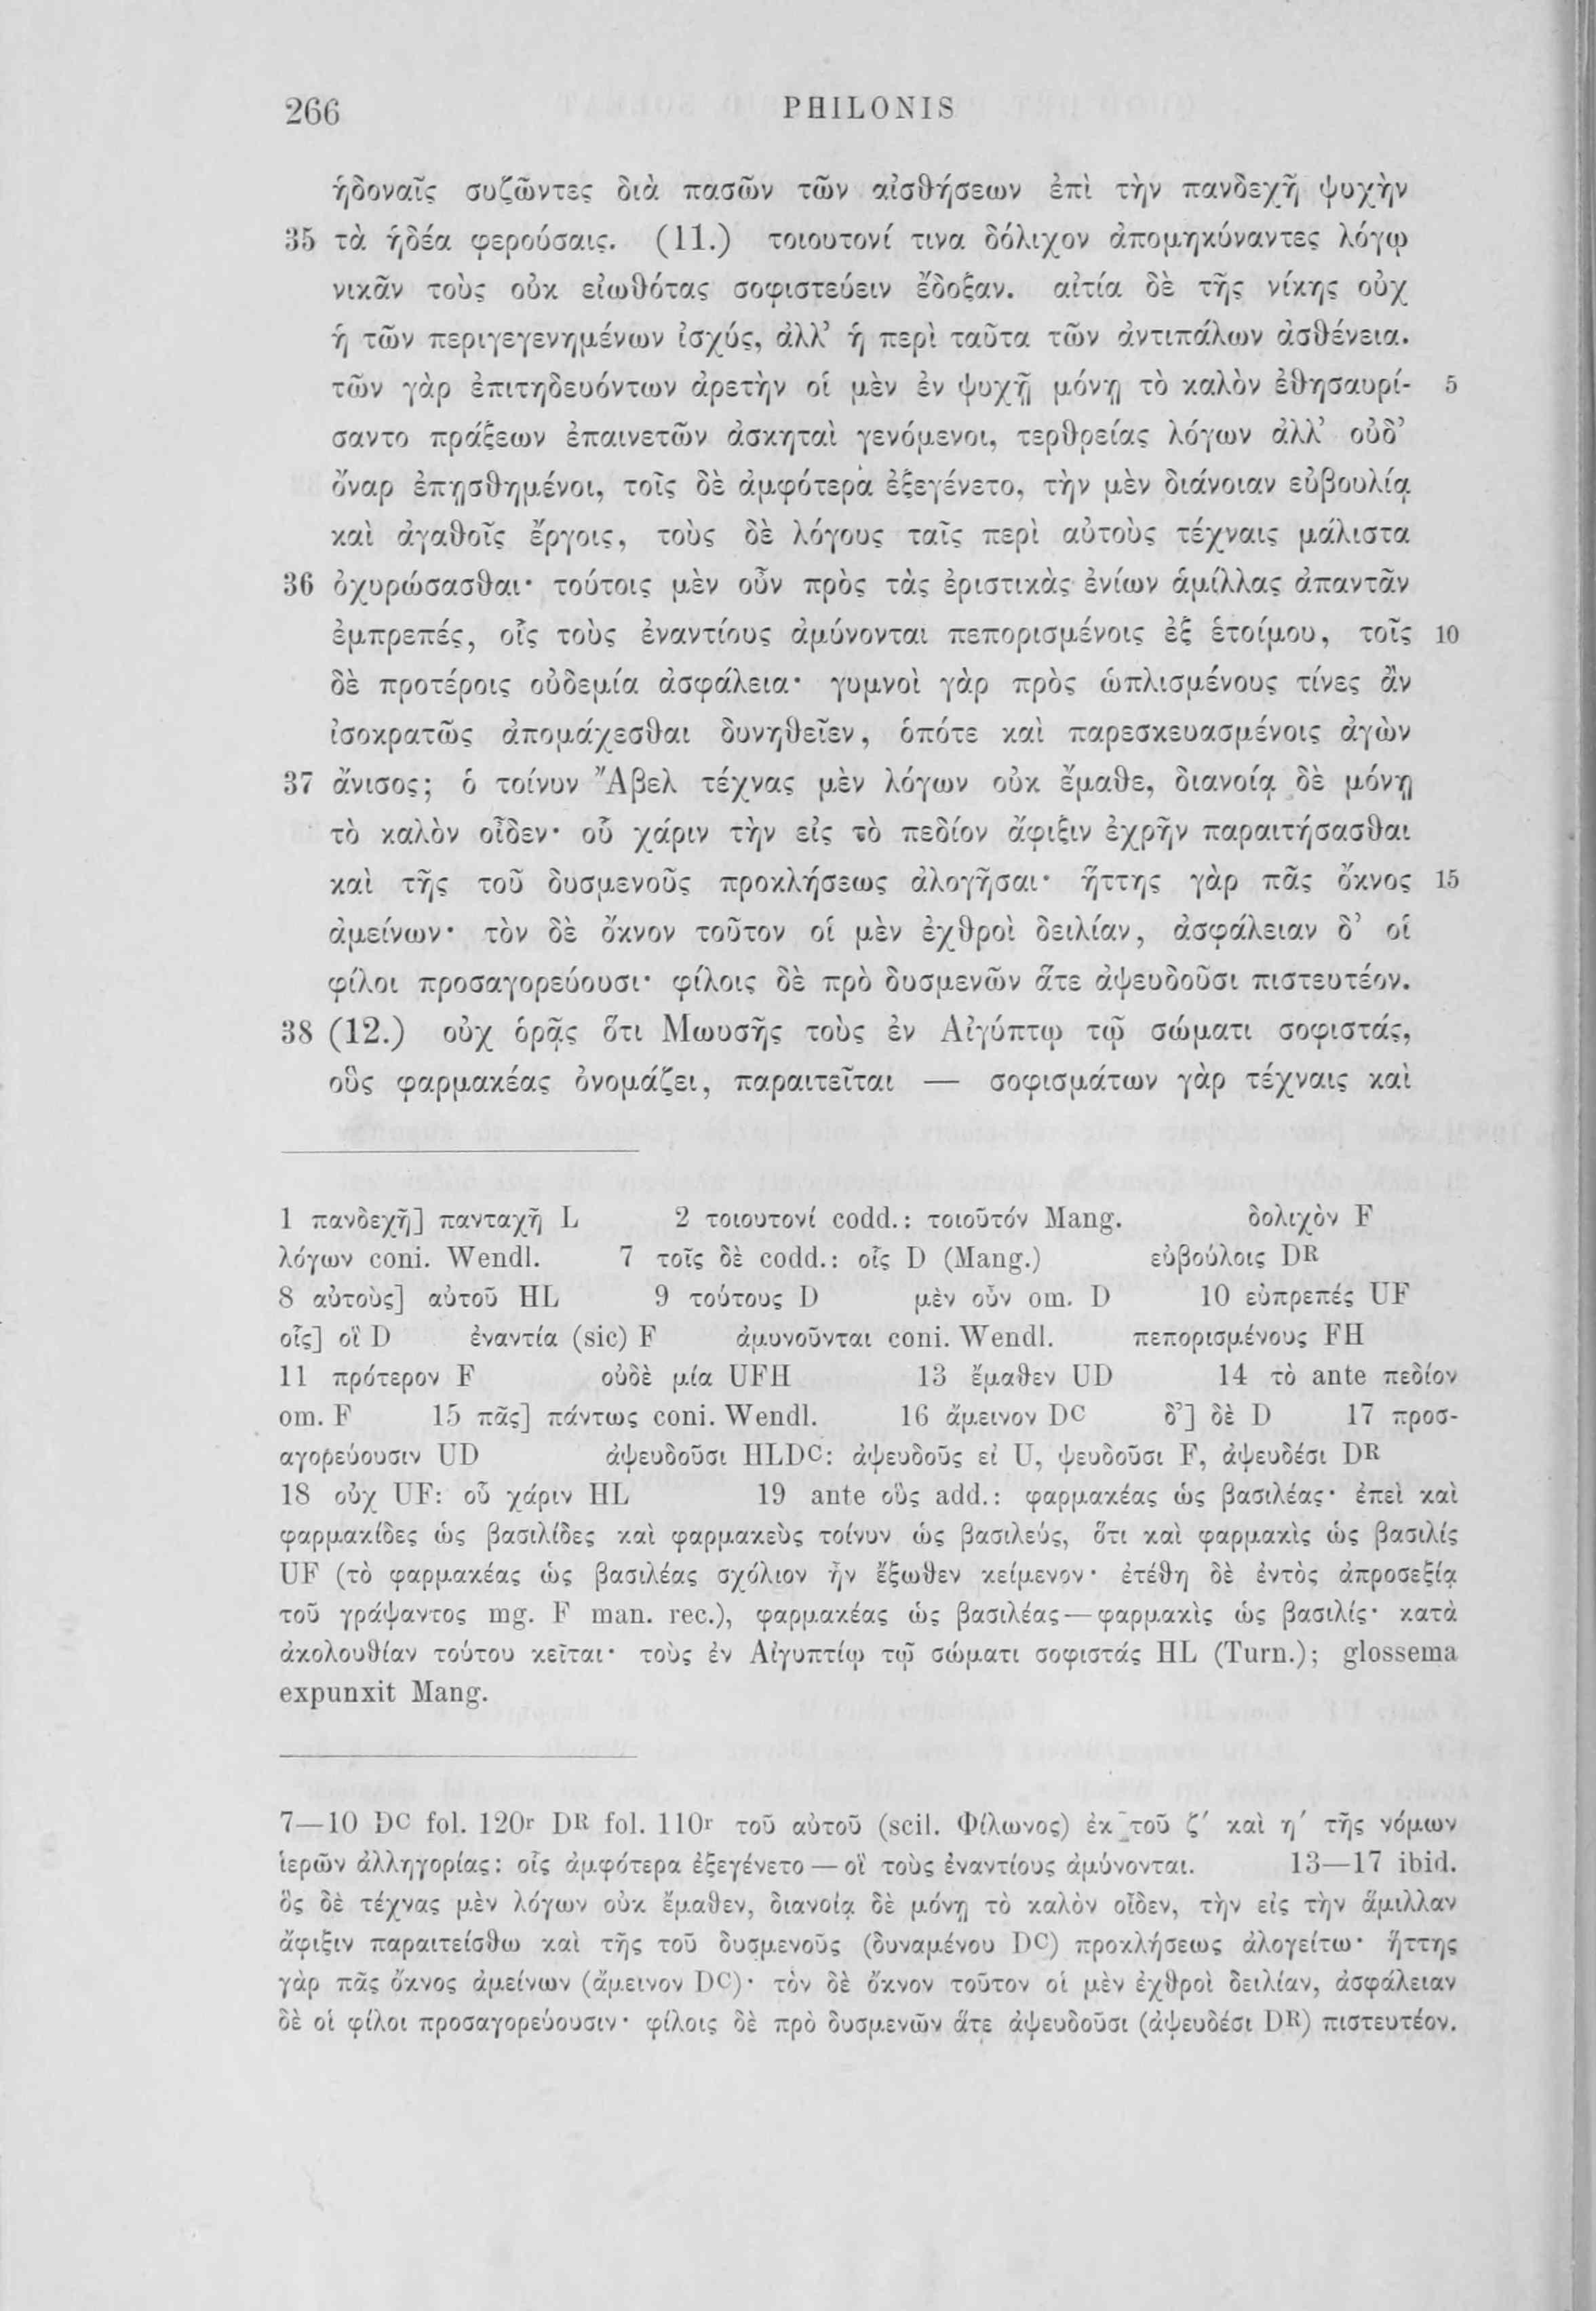 266 PHILONIS
ἡδοναῖς συζῶντες διὰ πασῶν τῶν αἰσθήσεων ἐπὶ τὴν πανδεχῆ ψυχὴν
35 τὰ ἡδέα φερούσαις. (11.) τοιουτονί τινα δόλιχον ἀπομηκύναντες λόγῳ
νικᾶν τοὺς οὐκ εἰωθότας σοφιστεύειν ἔδοξαν. αἰτία δὲ τῆς νίκης οὐχ
ἡ τῶν περιγεγενημένων ἰσχύς, ἀλλ’ ἡ περὶ ταῦτα τῶν ἀντιπάλων ἀσθένεια.
τῶν γὰρ ἐπιτηδευόντων ἀρετὴν οἱ μὲν ἐν ψυχῇ μόνῃ τὸ καλὸν ἐθησαυρί- 5
σαντο πράξεων ἐπαινετῶν ἀσκηταὶ γενόμενοι, τερθρείας λόγων ἀλλ’ οὐδ’
ὄναρ ἐπῃσθημένοι, τοῖς δὲ ἀμφότερα ἐξεγένετο, τὴν μὲν διάνοιαν εὐβουλίᾳ
καὶ ἀγαθοῖς ἔργοις, τοὺς δὲ λόγους ταῖς περὶ αὐτοὺς τέχναις μάλιστα
36 ὀχυρώσασθαι· τούτοις μὲν οὖν πρὸς τὰς ἐριστικὰς ἐνίων ἁμίλλας ἀπαντᾶν
ἐμπρεπές, οἷς τοὺς ἐναντίους ἀμύνονται πεπορισμένοις ἐξ ἑτοίμου, τοῖς 10
δὲ προτέροις οὐδεμία ἀσφάλεια· γυμνοὶ γὰρ πρὸς ὡπλισμένους τίνες ἂν
ἰσοκρατῶς ἀπομάχεσθαι δυνηθεῖεν, ὁπότε καὶ παρεσκευασμένοις ἀγὼν
37 ἄνισος; ὁ τοίνυν Ἄβελ τέχνας μὲν λόγων οὐκ ἔμαθε, διανοίᾳ δὲ μόνῃ
τὸ καλὸν οἶδεν· οὗ χάριν τὴν εἰς τὸ πεδίον ἄφιξιν ἐχρῆν παραιτήσασθαι
καὶ τῆς τοῦ δυσμενοῦς προκλήσεως ἀλογῆσαι· ἥττης γὰρ πᾶς ὄκνος 15
ἀμείνων· τὸν δὲ ὄκνον τοῦτον οἱ μὲν ἐχθροὶ δειλίαν, ἀσφάλειαν δ’ οἱ
φίλοι προσαγορεύουσι· φίλοις δὲ πρὸ δυσμενῶν ἅτε ἀψευδοῦσι πιστευτέον.
38 (12.) οὐχ ὁρᾷς ὅτι Μωυσῆς τοὺς ἐν Αἰγύπτῳ τῷ σώματι σοφιστάς,
οὓς φαρμακέας ὀνομάζει, παραιτεῖται — σοφισμάτων γὰρ τέχναις καὶ
1 πανδεχῆ] πανταχῆ L 2 τοιουτονί codd.: τοιοῦτόν Mang. δολιχὸν F
λόγων coni. Wendl. 7 τοῖς δὲ codd.: οἷς D (Mang.) εὐβούλοις DR
8 αὐτοὺς] αὐτοῦ HL 9 τούτους D μὲν οὖν om. D 10 εὐπρεπές UF
οἷς] οἳ D ἐναντία (sic) F ἀμυνοῦνται coni. Wendl. πεπορισμένους FH
11 πρότερον F οὐδὲ μία UFH 13 ἔμαθεν UD 14 τὸ ante πεδίον
om. F 15 πᾶς] πάντως coni. Wendl. 16 ἄμεινον DC δ’] δὲ D 17 προσ-
αγορεύουσιν UD ἀψευδοῦσι HLDC: ἀψευδοῦς εἰ U, ψευδοῦσι F, ἀψευδέσι DR
18 οὐχ UF: οὗ χάριν HL 19 ante οὓς add.: φαρμακέας ὡς βασιλέας· ἐπεὶ καὶ
φαρμακίδες ὡς βασιλίδες καὶ φαρμακεὺς τοίνυν ὡς βασιλεύς, ὅτι καὶ φαρμακὶς ὡς βασιλίς
UF (τὸ φαρμακέας ὡς βασιλέας σχόλιον ἦν ἔξωθεν κείμενον· ἐτέθη δὲ ἐντὸς ἀπροσεξίᾳ
τοῦ γράψαντος mg. F man. rec.), φαρμακέας ὡς βασιλέας — φαρμακὶς ὡς βασιλίς· κατὰ
ἀκολουθίαν τούτου κεῖται· τοὺς ἐν Αἰγυπτίῳ τῷ σώματι σοφιστάς HL (Turn.); glossema
expunxit Mang.
7—10 DC fol. 120r DR fol. 110r τοῦ αὐτοῦ (scil. Φίλωνος) ἐκ τοῦ ζ′ καὶ η′ τῆς νόμων
ἱερῶν ἀλληγορίας: οἷς ἀμφότερα ἐξεγένετο — οἳ τοὺς ἐναντίους ἀμύνονται. 13—17 ibid.
ὃς δὲ τέχνας μὲν λόγων οὐκ ἔμαθεν, διανοίᾳ δὲ μόνῃ τὸ καλὸν οἶδεν, τὴν εἰς τὴν ἅμιλλαν
ἄφιξιν παραιτείσθω καὶ τῆς τοῦ δυσμενοῦς (δυναμένου DC) προκλήσεως ἀλογείτω· ἥττης
γὰρ πᾶς ὄκνος ἀμείνων (ἄμεινον DC)· τὸν δὲ ὄκνον τοῦτον οἱ μὲν ἐχθροὶ δειλίαν, ἀσφάλειαν
δὲ οἱ φίλοι προσαγορεύουσιν· φίλοις δὲ πρὸ δυσμενῶν ἅτε ἀψευδοῦσι (ἀψευδέσι DR) πιστευτέον.